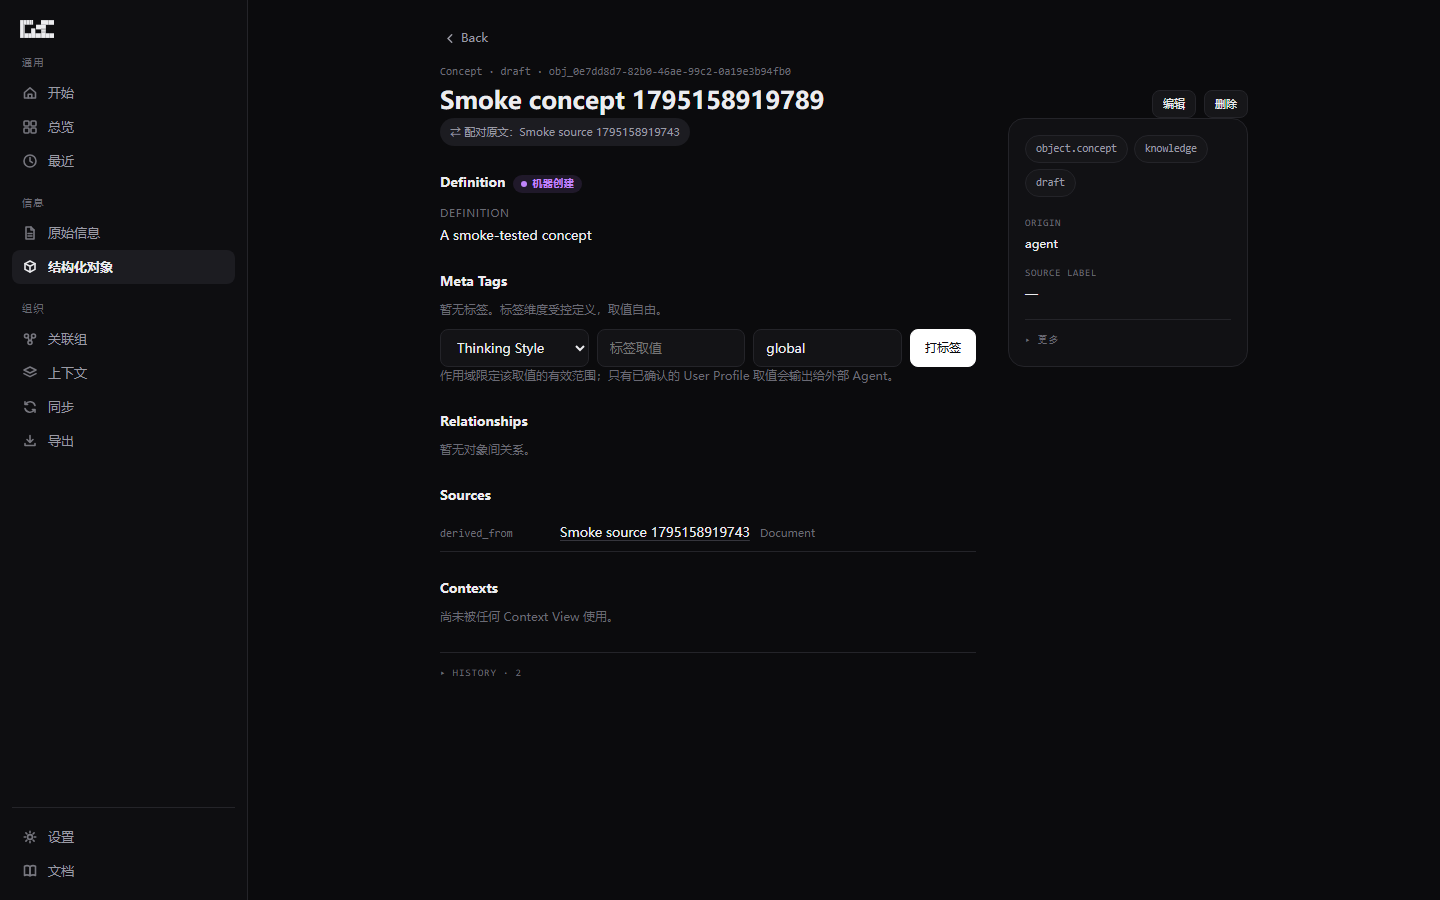 通用
开始
总览
最近
信息
原始信息
结构化对象
组织
关联组
上下文
同步
导出
设置
文档
Back
Concept · draft · obj_0e7dd8d7-82b0-46ae-99c2-0a19e3b94fb0
Smoke concept 1795158919789
编辑 删除
⇄ 配对原文: Smoke source 1795158919743
Definition 机器创建
DEFINITION
A smoke-tested concept
Meta Tags
暂无标签。标签维度受控定义，取值自由。
Thinking Style 标签取值 global 打标签
作用域限定该取值的有效范围；只有已确认的 User Profile 取值会输出给外部 Agent。
Relationships
暂无对象间关系。
Sources
derived_from Smoke source 1795158919743 Document
Contexts
尚未被任何 Context View 使用。
▸ HISTORY · 2
object.concept knowledge
draft
ORIGIN
agent
SOURCE LABEL
—
▸ 更多